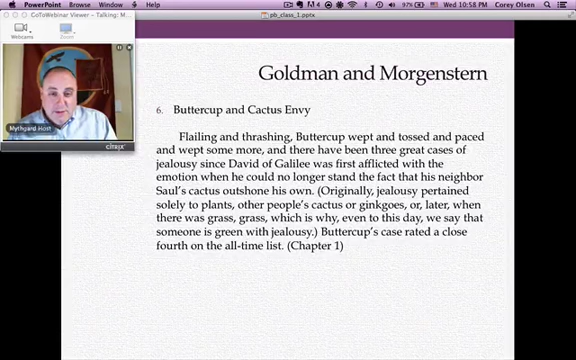 PowerPoint Browse Window Help
4
97%
Wed 10:58 PM Corey Olsen
GoToWebinar Viewer - Talking: M...
pb_class_1.pptx
Webcams
Zoom
Mythgard Host
citrix
Goldman and Morgenstern
6. Buttercup and Cactus Envy
Flailing and thrashing, Buttercup wept and tossed and paced
and wept some more, and there have been three great cases of
jealousy since David of Galilee was first afflicted with the
emotion when he could no longer stand the fact that his neighbor
Saul's cactus outshone his own. (Originally, jealousy pertained
solely to plants, other people's cactus or ginkgoes, or, later, when
there was grass, grass, which is why, even to this day, we say that
someone is green with jealousy.) Buttercup's case rated a close
fourth on the all-time list. (Chapter 1)